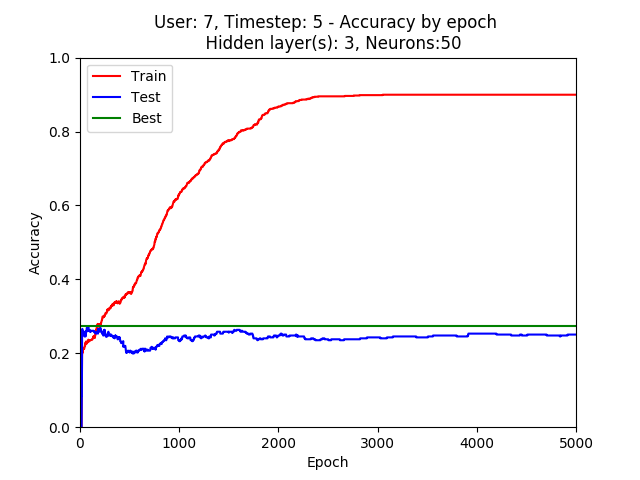 User: 7, Timestep: 5 - Accuracy by epoch
Hidden layer(s): 3, Neurons:50
Train
Test
Best
Accuracy
1.0
0.8
0.6
0.4
0.2
0.0
0 1000 2000 3000 4000 5000
Epoch